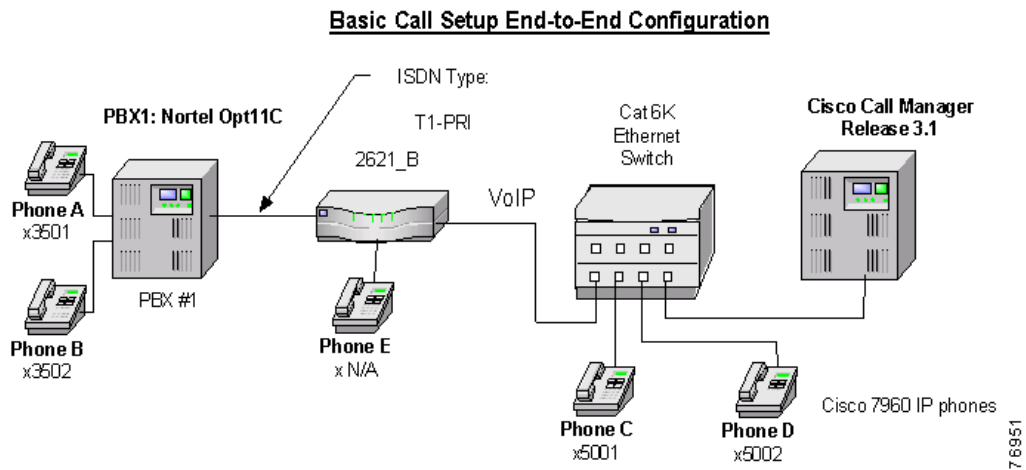 Basic Call Setup End-to-End Configuration
ISDN Type:
T1-PRI
PBX1: Nortel Opt11C
2621_B
Cat6K
Ethernet
Switch
Cisco Call Manager
Release 3.1
Phone A
x3501
VoIP
PBX #1
Phone B
x3502
Phone E
x N/A
Phone C
x5001
Phone D
x5002
Cisco 7960 IP phones
76951